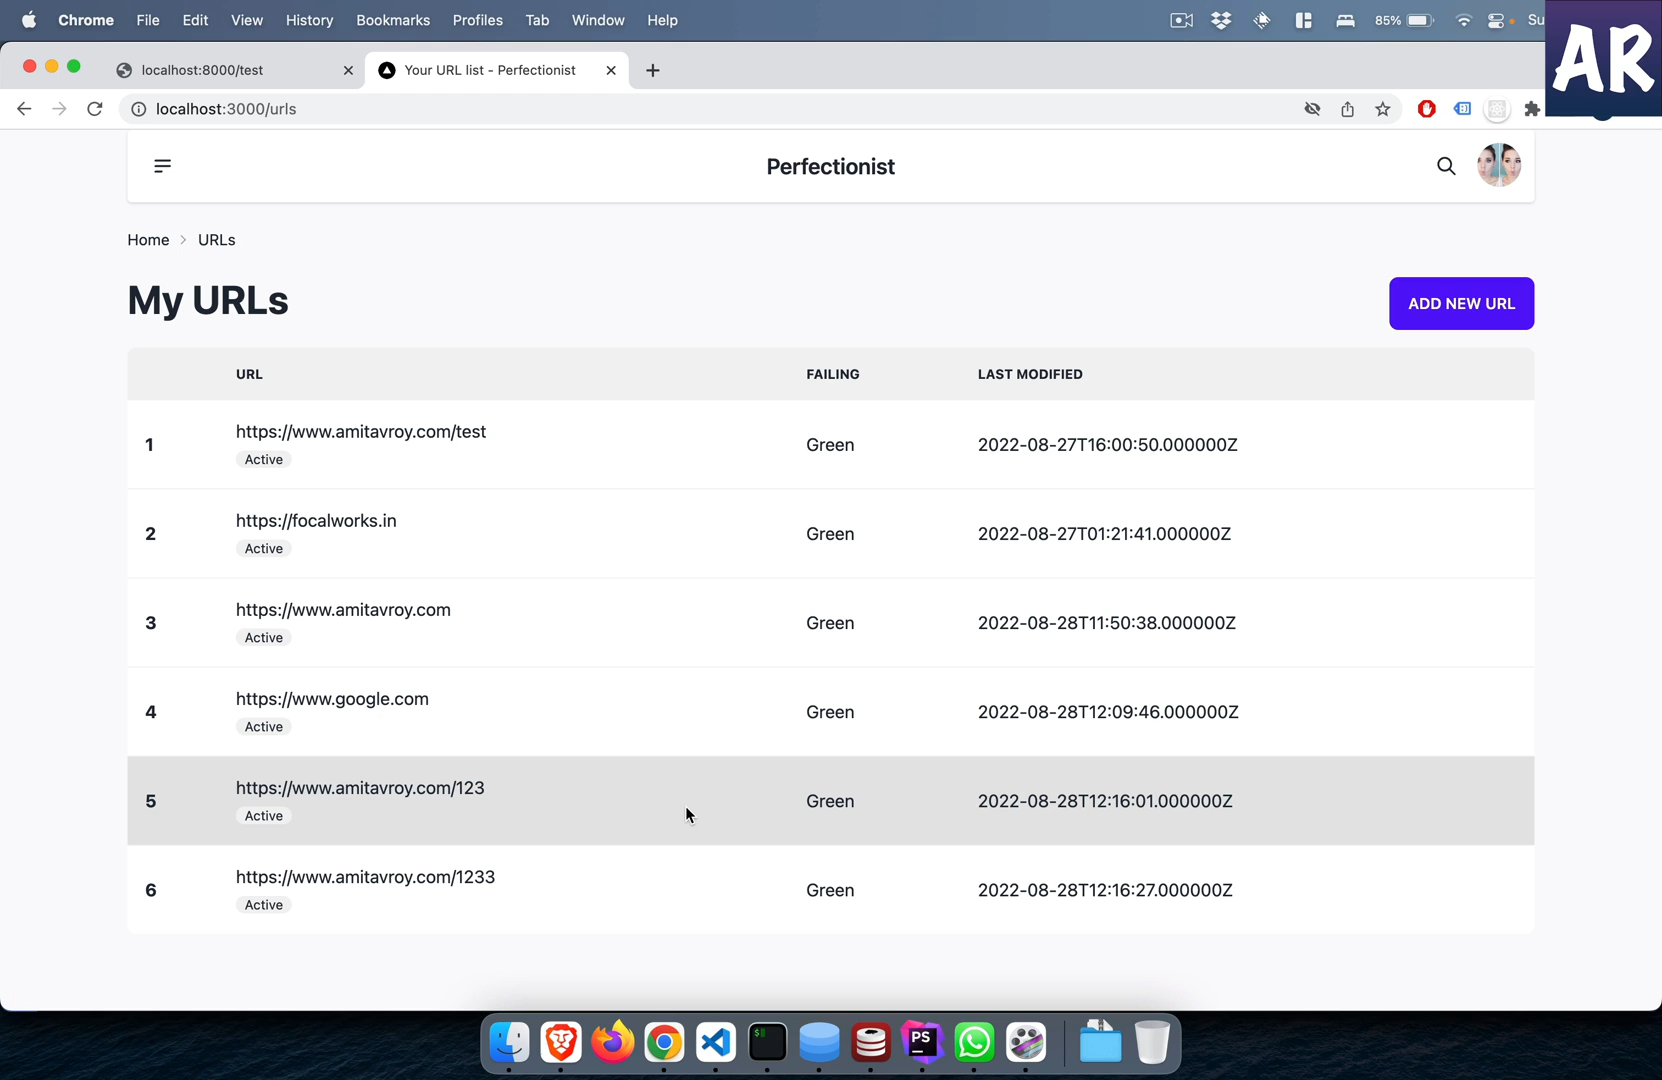 Chrome File Edit View History Bookmarks Profiles Tab Window Help 85% Su
AR
localhost:8000/test Your URL list - Perfectionist
localhost:3000/urls
Perfectionist
Home > URLs
My URLs
ADD NEW URL
URL FAILING LAST MODIFIED
1 https://www.amitavroy.com/test Green 2022-08-27T16:00:50.000000Z
Active
2 https://focalworks.in Green 2022-08-27T01:21:41.000000Z
Active
3 https://www.amitavroy.com Green 2022-08-28T11:50:38.000000Z
Active
4 https://www.google.com Green 2022-08-28T12:09:46.000000Z
Active
5 https://www.amitavroy.com/123 Green 2022-08-28T12:16:01.000000Z
Active
6 https://www.amitavroy.com/1233 Green 2022-08-28T12:16:27.000000Z
Active
$
PS